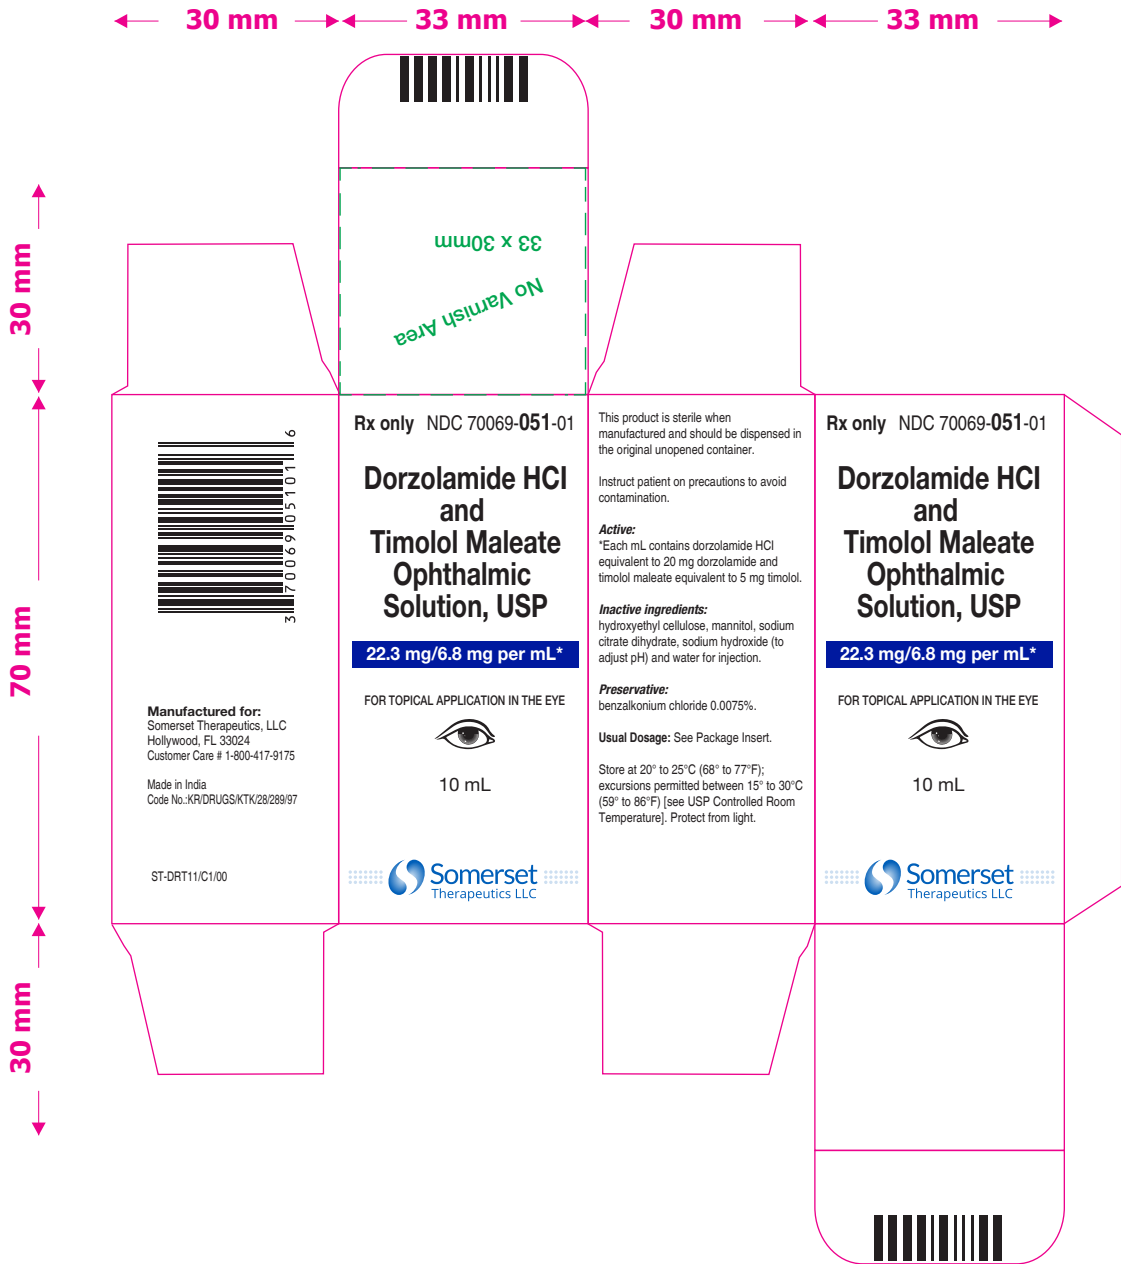 30 mm
33 mm
30 mm
33 mm
30 mm
70 mm
30 mm
33 x 30mm
No Varnish Area
3 70069 05101 6
Manufactured for:
Somerset Therapeutics, LLC
Hollywood, FL 33024
Customer Care # 1-800-417-9175
Made in India
Code No.:KR/DRUGS/KTK/28/289/97
ST-DRT11/C1/00
Rx only NDC 70069-051-01
Dorzolamide HCl
and
Timolol Maleate
Ophthalmic
Solution, USP
22.3 mg/6.8 mg per mL*
FOR TOPICAL APPLICATION IN THE EYE
10 mL
Somerset
Therapeutics LLC
This product is sterile when
manufactured and should be dispensed in
the original unopened container.
Instruct patient on precautions to avoid
contamination.
Active:
*Each mL contains dorzolamide HCl
equivalent to 20 mg dorzolamide and
timolol maleate equivalent to 5 mg timolol.
Inactive ingredients:
hydroxyethyl cellulose, mannitol, sodium
citrate dihydrate, sodium hydroxide (to
adjust pH) and water for injection.
Preservative:
benzalkonium chloride 0.0075%.
Usual Dosage: See Package Insert.
Store at 20° to 25°C (68° to 77°F);
excursions permitted between 15° to 30°C
(59° to 86°F) [see USP Controlled Room
Temperature]. Protect from light.
Rx only NDC 70069-051-01
Dorzolamide HCl
and
Timolol Maleate
Ophthalmic
Solution, USP
22.3 mg/6.8 mg per mL*
FOR TOPICAL APPLICATION IN THE EYE
10 mL
Somerset
Therapeutics LLC